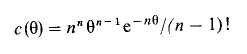 c(θ) = nⁿ θⁿ⁻¹ e⁻ⁿᶿ/(n − 1)!